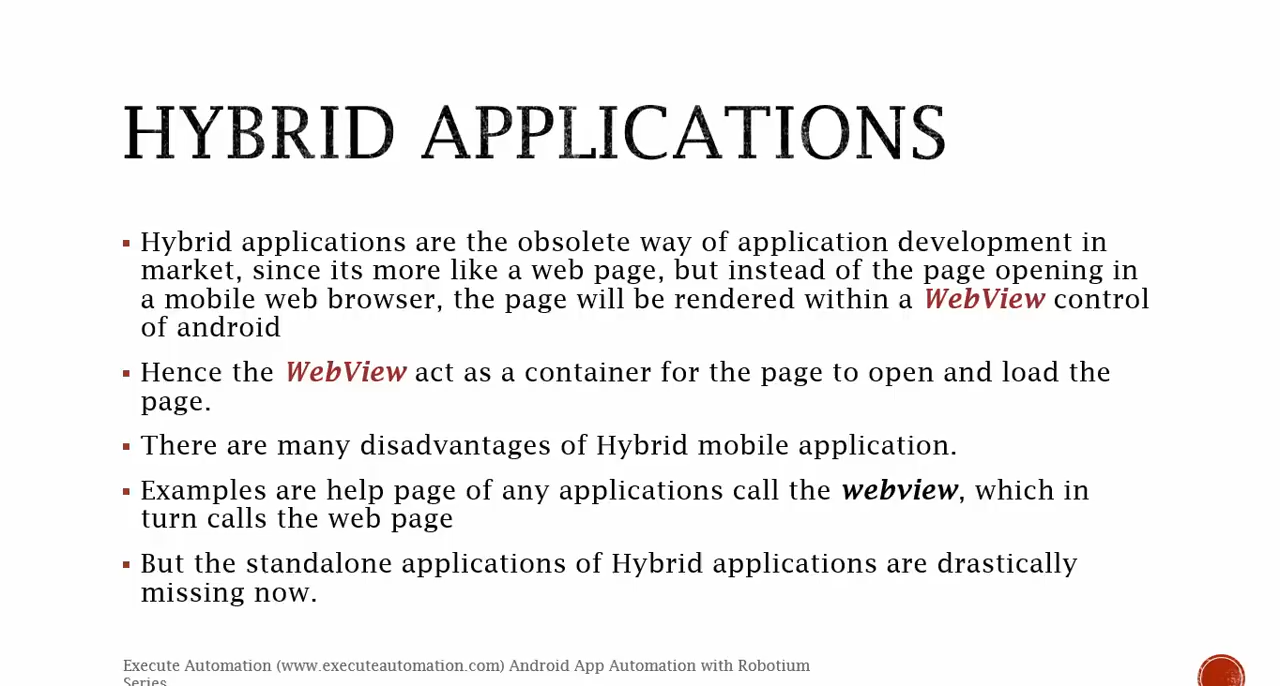 HYBRID APPLICATIONS
▪ Hybrid applications are the obsolete way of application development in
market, since its more like a web page, but instead of the page opening in
a mobile web browser, the page will be rendered within a WebView control
of android
▪ Hence the WebView act as a container for the page to open and load the
page.
▪ There are many disadvantages of Hybrid mobile application.
▪ Examples are help page of any applications call the webview, which in
turn calls the web page
▪ But the standalone applications of Hybrid applications are drastically
missing now.
Execute Automation (www.executeautomation.com) Android App Automation with Robotium
Series